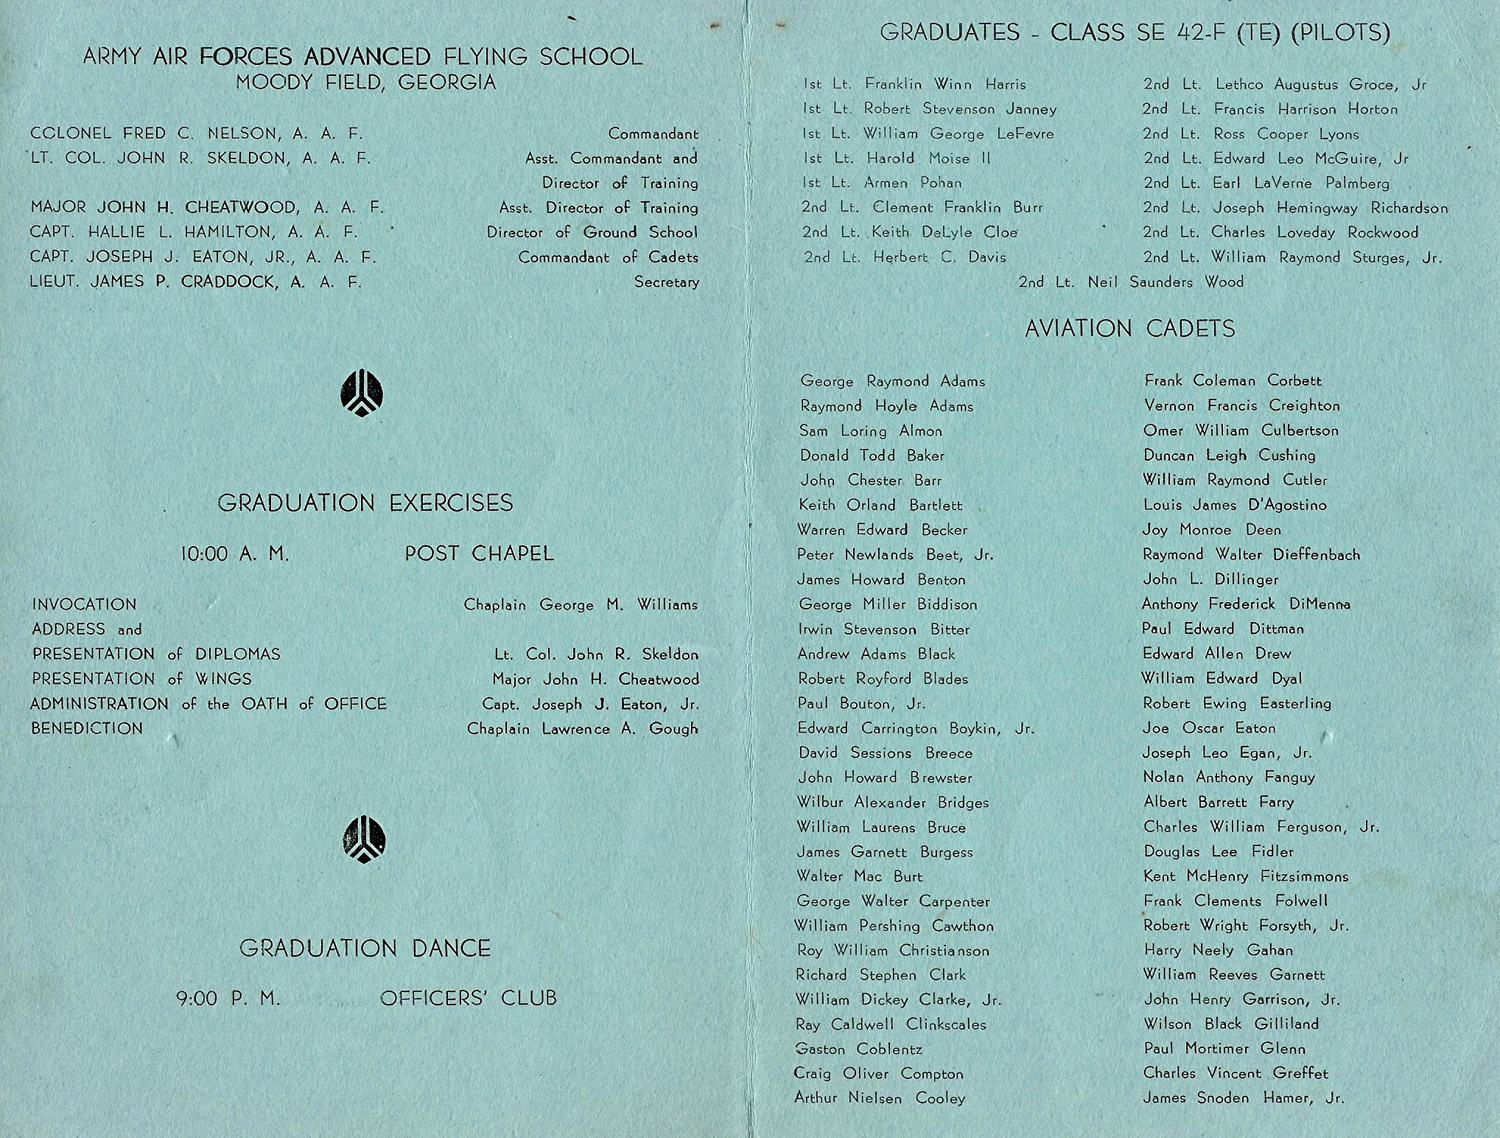 ARMY AIR FORCES ADVANCED FLYING SCHOOL
MOODY FIELD, GEORGIA
COLONEL FRED C. NELSON, A. A. F. Commandant
LT. COL. JOHN R. SKELDON, A. A. F. Asst. Commandant and
Director of Training
MAJOR JOHN H. CHEATWOOD, A. A. F. Asst. Director of Training
CAPT. HALLIE L. HAMILTON, A. A. F. Director of Ground School
CAPT. JOSEPH J. EATON, JR., A. A. F. Commandant of Cadets
LIEUT. JAMES P. CRADDOCK, A. A. F. Secretary
GRADUATION EXERCISES
10:00 A. M. POST CHAPEL
INVOCATION Chaplain George M. Williams
ADDRESS and
PRESENTATION of DIPLOMAS Lt. Col. John R. Skeldon
PRESENTATION of WINGS Major John H. Cheatwood
ADMINISTRATION of the OATH of OFFICE Capt. Joseph J. Eaton, Jr.
BENEDICTION Chaplain Lawrence A. Gough
GRADUATION DANCE
9:00 P. M. OFFICERS' CLUB
GRADUATES - CLASS SE 42-F (TE) (PILOTS)
1st Lt. Franklin Winn Harris
1st Lt. Robert Stevenson Janney
1st Lt. William George LeFevre
1st Lt. Harold Moise II
1st Lt. Armen Pohan
2nd Lt. Clement Franklin Burr
2nd Lt. Keith DeLyle Cloe
2nd Lt. Herbert C. Davis
2nd Lt. Lethco Augustus Groce, Jr
2nd Lt. Francis Harrison Horton
2nd Lt. Ross Cooper Lyons
2nd Lt. Edward Leo McGuire, Jr
2nd Lt. Earl LaVerne Palmberg
2nd Lt. Joseph Hemingway Richardson
2nd Lt. Charles Loveday Rockwood
2nd Lt. William Raymond Sturges, Jr.
2nd Lt. Neil Saunders Wood
AVIATION CADETS
George Raymond Adams
Raymond Hoyle Adams
Sam Loring Almon
Donald Todd Baker
John Chester Barr
Keith Orland Bartlett
Warren Edward Becker
Peter Newlands Beet, Jr.
James Howard Benton
George Miller Biddison
Irwin Stevenson Bitter
Andrew Adams Black
Robert Royford Blades
Paul Bouton, Jr.
Edward Carrington Boykin, Jr.
David Sessions Breece
John Howard Brewster
Wilbur Alexander Bridges
William Laurens Bruce
James Garnett Burgess
Walter Mac Burt
George Walter Carpenter
William Pershing Cawthon
Roy William Christianson
Richard Stephen Clark
William Dickey Clarke, Jr.
Ray Caldwell Clinkscales
Gaston Coblentz
Craig Oliver Compton
Arthur Nielsen Cooley
Frank Coleman Corbett
Vernon Francis Creighton
Omer William Culbertson
Duncan Leigh Cushing
William Raymond Cutler
Louis James D'Agostino
Joy Monroe Deen
Raymond Walter Dieffenbach
John L. Dillinger
Anthony Frederick DiMenna
Paul Edward Dittman
Edward Allen Drew
William Edward Dyal
Robert Ewing Easterling
Joe Oscar Eaton
Joseph Leo Egan, Jr.
Nolan Anthony Fanguy
Albert Barrett Farry
Charles William Ferguson, Jr.
Douglas Lee Fidler
Kent McHenry Fitzsimmons
Frank Clements Folwell
Robert Wright Forsyth, Jr.
Harry Neely Gahan
William Reeves Garnett
John Henry Garrison, Jr.
Wilson Black Gilliland
Paul Mortimer Glenn
Charles Vincent Greffet
James Snoden Hamer, Jr.